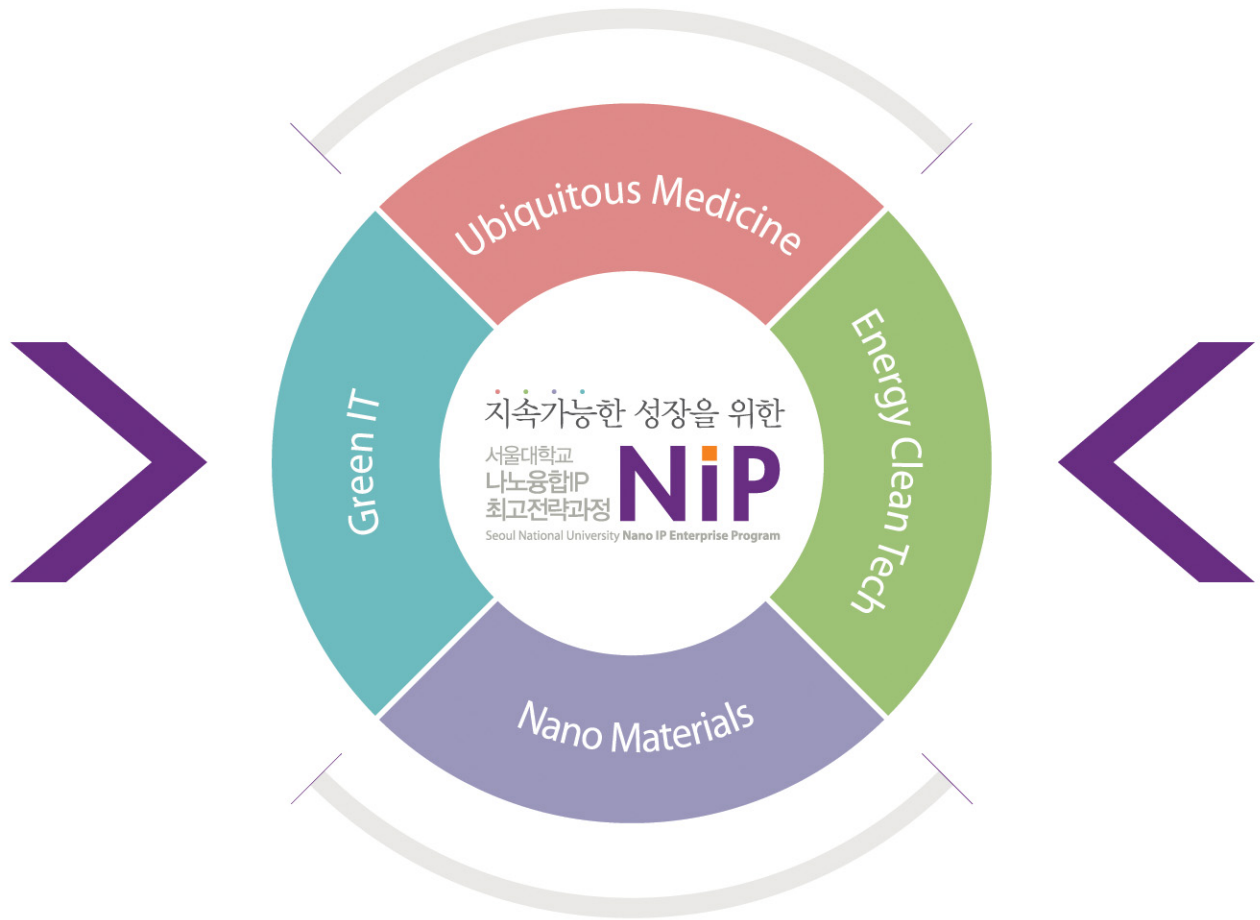 Ubiquitous Medicine
Green IT
Energy Clean Tech
지속가능한 성장을 위한
서울대학교
나노융합IP
최고전략과정
NiP
Seoul National University Nano IP Enterprise Program
Nano Materials